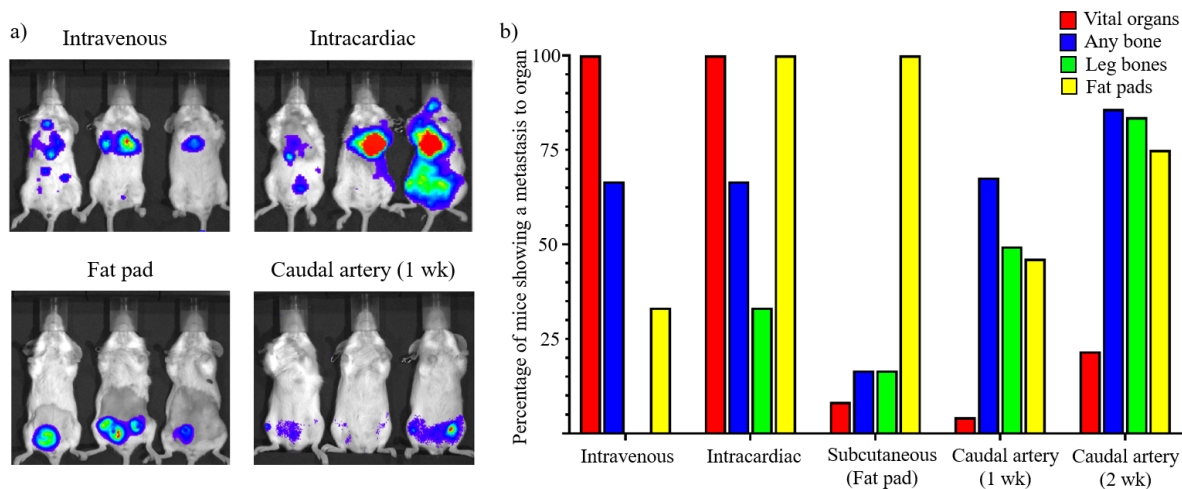 a)
Intravenous
Intracardiac
Fat pad
Caudal artery (1 wk)
b)
Vital organs
Any bone
Leg bones
Fat pads
Percentage of mice showing a metastasis to organ
100
75
50
25
Intravenous
Intracardiac
Subcutaneous
(Fat pad)
Caudal artery
(1 wk)
Caudal artery
(2 wk)